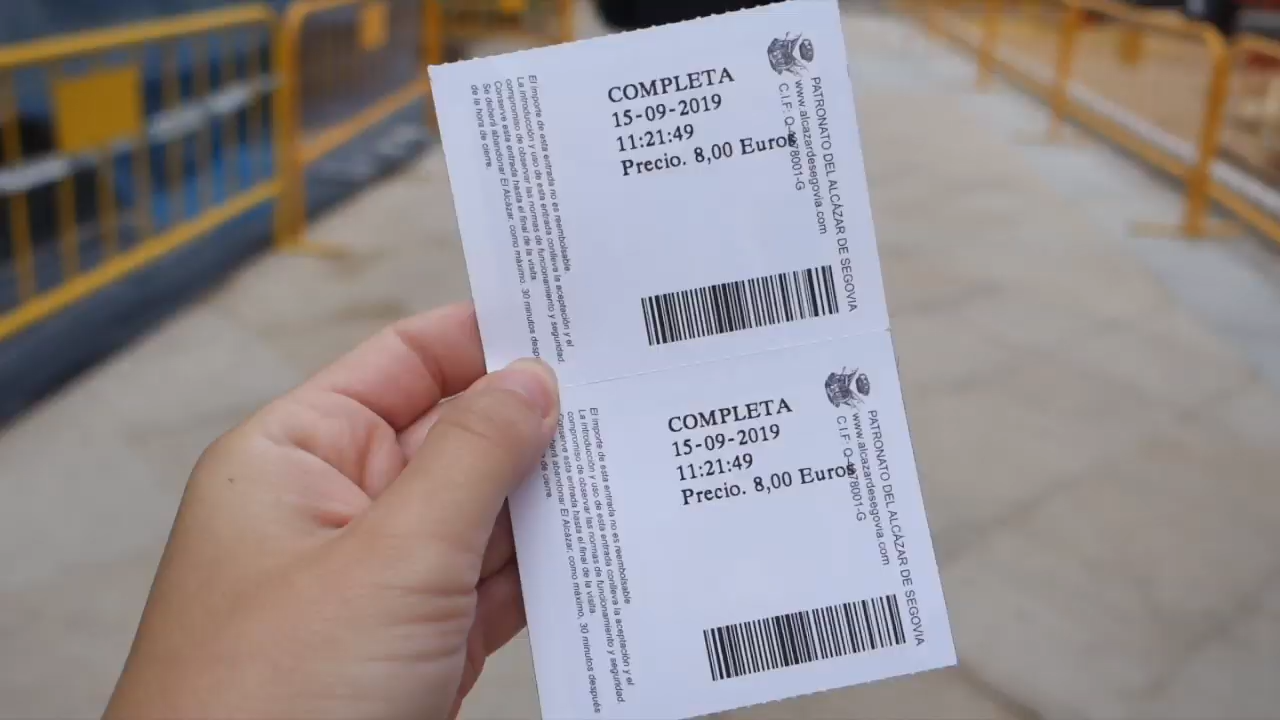 COMPLETA
15-09-2019
11:21:49
Precio. 8,00 Euros
PATRONATO DEL ALCÁZAR DE SEGOVIA
www.alcazardesegovia.com
C.I.F. Q-4078001-G
El importe de esta entrada no es reembolsable
La introducción y uso de esta entrada conlleva la aceptación y el
compromiso de observar las normas de funcionamiento y seguridad.
Conserve esta entrada hasta el final de la visita.
Se deberá abandonar El Alcázar, como máximo, 30 minutos desp
de la hora de cierre.
COMPLETA
15-09-2019
11:21:49
Precio. 8,00 Euros
PATRONATO DEL ALCÁZAR DE SEGOVIA
www.alcazardesegovia.com
C.I.F. 78001-G
El importe de esta entrada no es reembolsable
La introducción y uso de esta entrada conlleva la aceptación y el
compromiso de observar las normas de funcionamiento y seguridad.
Conserve esta entrada hasta el final de la visita
abandonar El Alcázar, como máximo, 30 minutos después
de cierre.